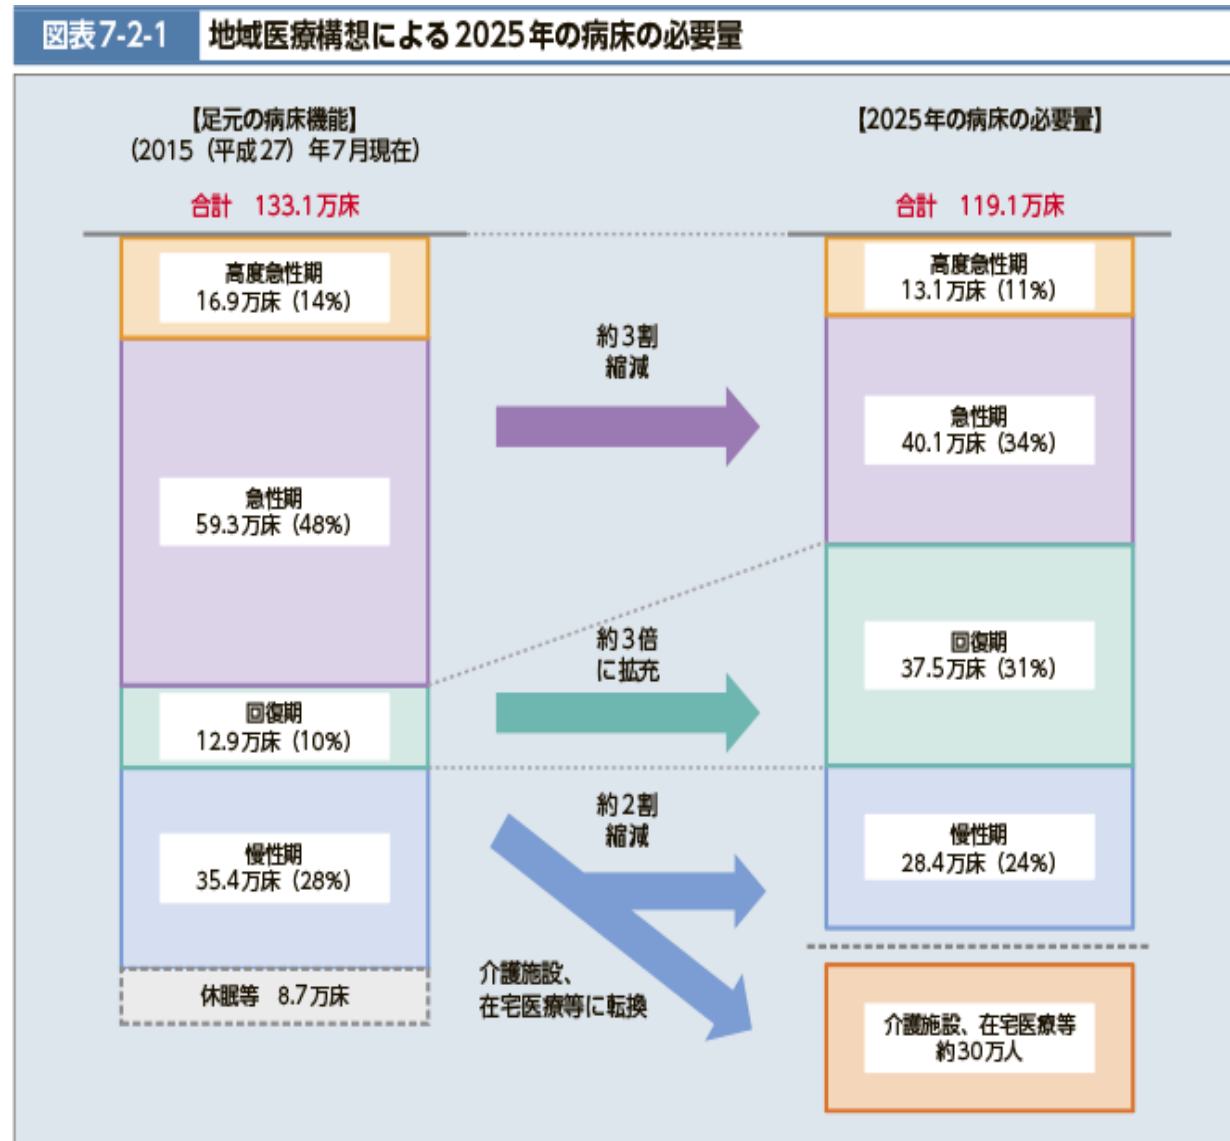 図表7-2-1 地域医療構想による2025年の病床の必要量
【足元の病床機能】
（2015（平成27）年7月現在）
合計 133.1万床
高度急性期
16.9万床（14%）
急性期
59.3万床（48%）
回復期
12.9万床（10%）
慢性期
35.4万床（28%）
休眠等 8.7万床
約3割
縮減
約3倍
に拡充
約2割
縮減
介護施設、
在宅医療等に転換
【2025年の病床の必要量】
合計 119.1万床
高度急性期
13.1万床（11%）
急性期
40.1万床（34%）
回復期
37.5万床（31%）
慢性期
28.4万床（24%）
介護施設、在宅医療等
約30万人